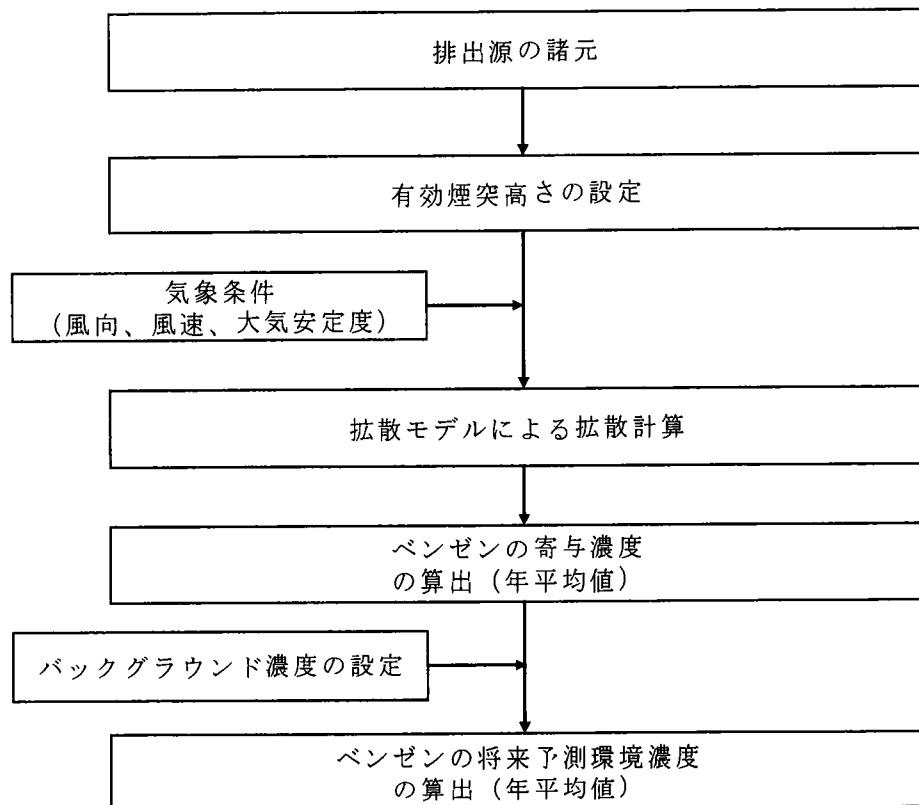 排出源の諸元
有効煙突高さの設定
気象条件
(風向、風速、大気安定度)
拡散モデルによる拡散計算
ベンゼンの寄与濃度
の算出(年平均値)
バックグラウンド濃度の設定
ベンゼンの将来予測環境濃度
の算出(年平均値)